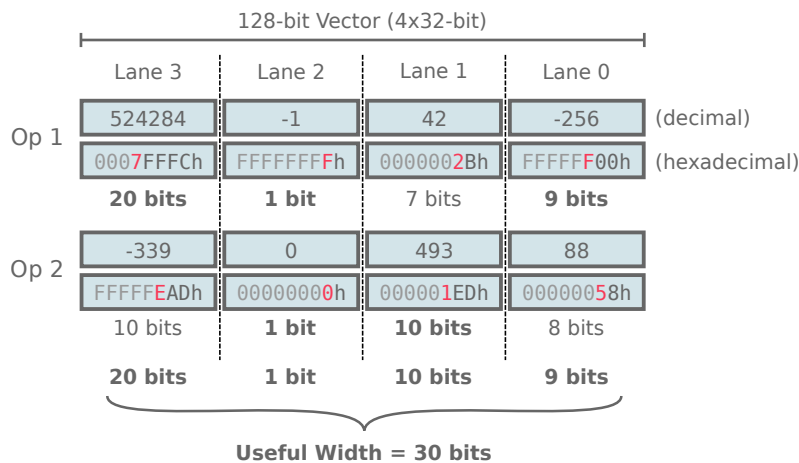 128-bit Vector (4x32-bit)
Lane 3 Lane 2 Lane 1 Lane 0
Op 1
524284 -1 42 -256 (decimal)
0007FFFCh FFFFFFFFh 0000002Bh FFFFFF00h (hexadecimal)
20 bits 1 bit 7 bits 9 bits
Op 2
-339 0 493 88
FFFFFEADh 00000000h 000001EDh 00000058h
10 bits 1 bit 10 bits 8 bits
20 bits 1 bit 10 bits 9 bits
Useful Width = 30 bits